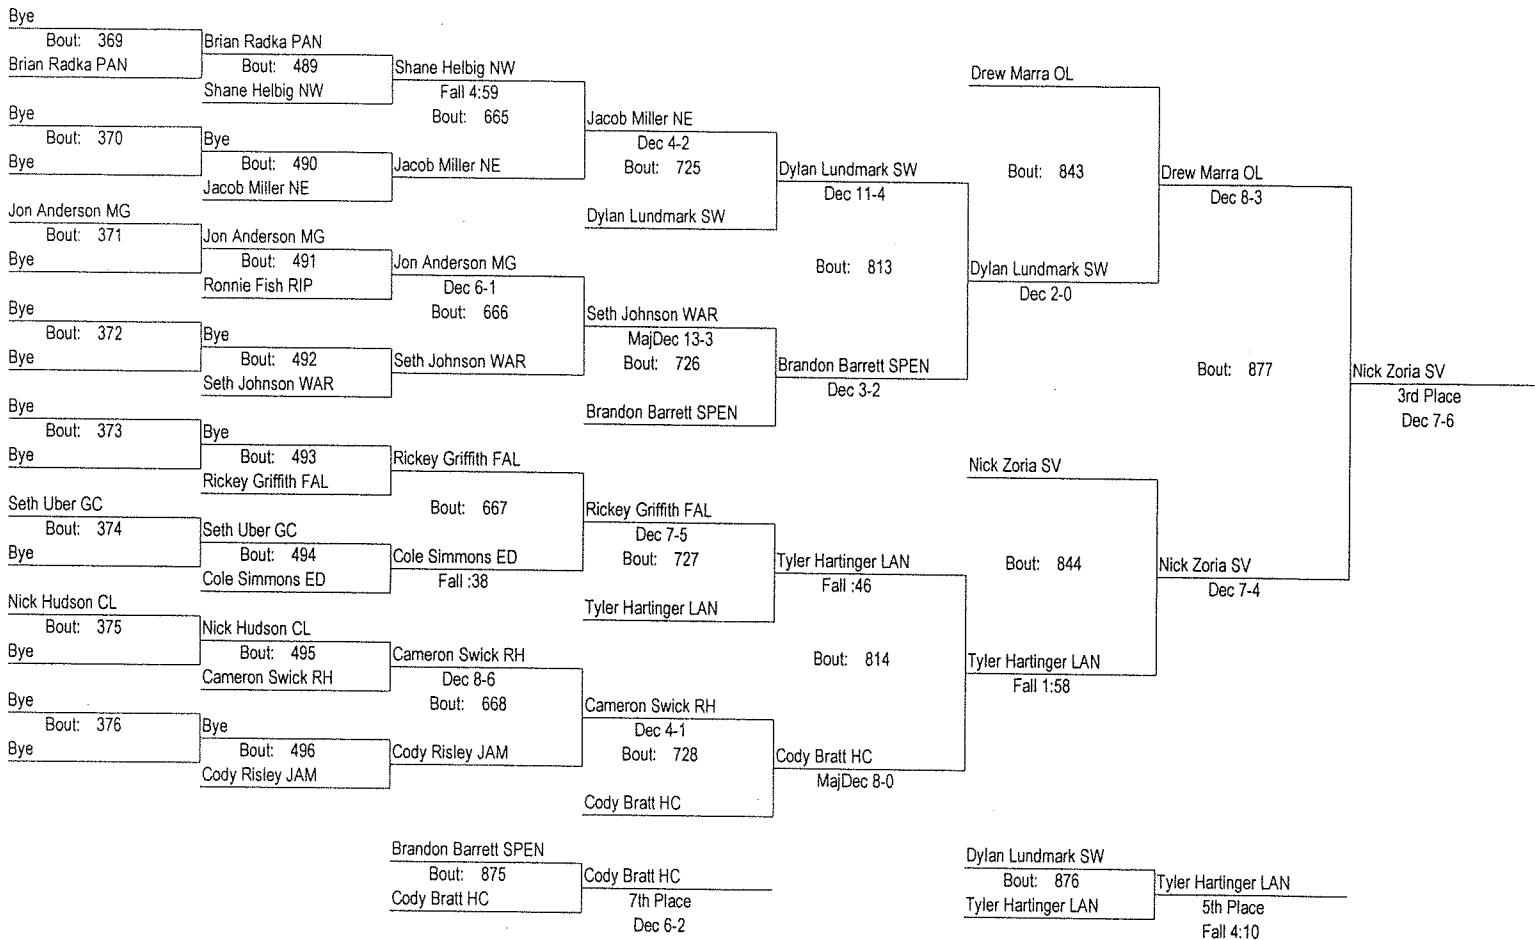 Bye
Bout: 369
Brian Radka PAN
Bye
Bout: 370
Bye
Jon Anderson MG
Bout: 371
Bye
Bye
Bout: 372
Bye
Bye
Bout: 373
Bye
Seth Uber GC
Bout: 374
Bye
Nick Hudson CL
Bout: 375
Bye
Bye
Bout: 376
Bye
Brian Radka PAN
Bout: 489
Shane Helbig NW
Bye
Bout: 490
Jacob Miller NE
Jon Anderson MG
Bout: 491
Ronnie Fish RIP
Bye
Bout: 492
Seth Johnson WAR
Bye
Bout: 493
Rickey Griffith FAL
Seth Uber GC
Bout: 494
Cole Simmons ED
Nick Hudson CL
Bout: 495
Cameron Swick RH
Bye
Bout: 496
Cody Risley JAM
Shane Helbig NW
Fall 4:59
Bout: 665
Jacob Miller NE
Jon Anderson MG
Dec 6-1
Bout: 666
Seth Johnson WAR
Rickey Griffith FAL
Bout: 667
Cole Simmons ED
Fall :38
Cameron Swick RH
Dec 8-6
Bout: 668
Cody Risley JAM
Jacob Miller NE
Dec 4-2
Bout: 725
Dylan Lundmark SW
Seth Johnson WAR
MajDec 13-3
Bout: 726
Brandon Barrett SPEN
Rickey Griffith FAL
Dec 7-5
Bout: 727
Tyler Hartinger LAN
Cameron Swick RH
Dec 4-1
Bout: 728
Cody Bratt HC
Dylan Lundmark SW
Dec 11-4
Bout: 813
Brandon Barrett SPEN
Dec 3-2
Tyler Hartinger LAN
Fall :46
Bout: 814
Cody Bratt HC
MajDec 8-0
Drew Marra OL
Bout: 843
Dylan Lundmark SW
Dec 2-0
Nick Zoria SV
Bout: 844
Tyler Hartinger LAN
Fall 1:58
Drew Marra OL
Dec 8-3
Bout: 877
Nick Zoria SV
Dec 7-4
Nick Zoria SV
3rd Place
Dec 7-6
Brandon Barrett SPEN
Bout: 875
Cody Bratt HC
Cody Bratt HC
7th Place
Dec 6-2
Dylan Lundmark SW
Bout: 876
Tyler Hartinger LAN
Tyler Hartinger LAN
5th Place
Fall 4:10